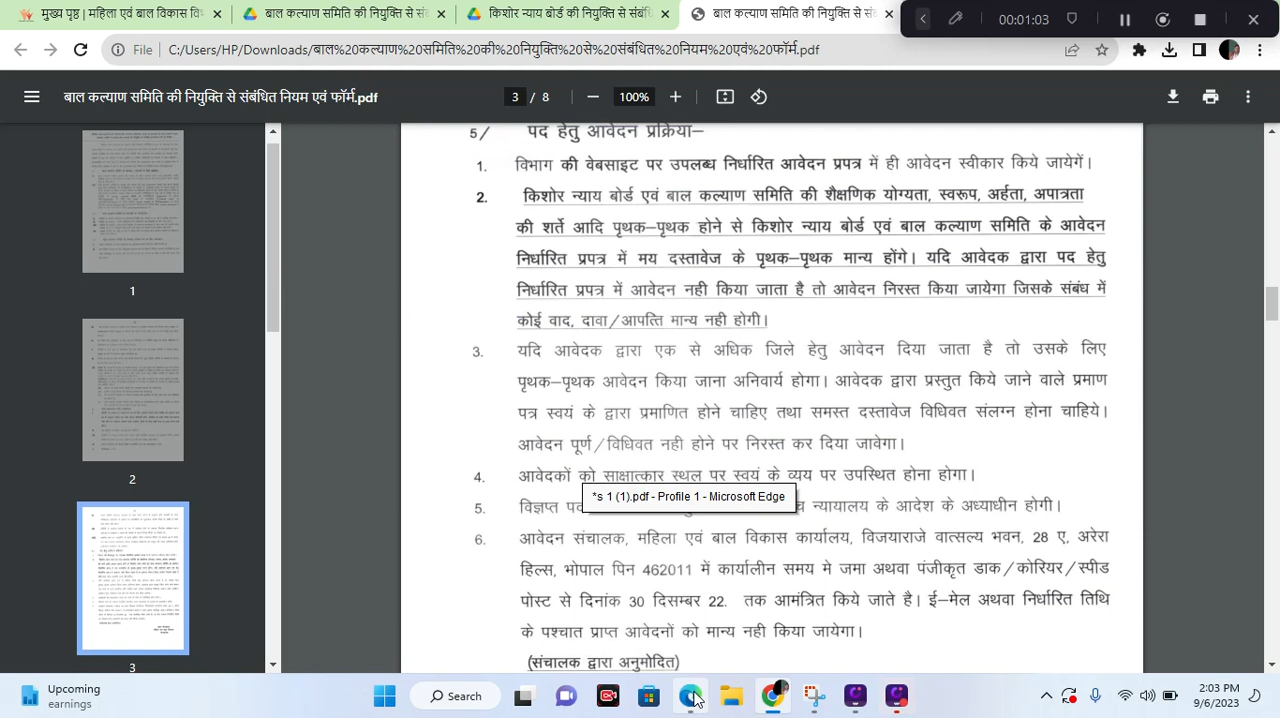 मुख्य पृष्ठ | महिला एवं बाल विका
बाल कल्याण समिति की नियुक्ति से
किशोर न्याय बोर्ड की नियुक्ति से संबंधि
बाल कल्याण समिति की नियुक्ति से संब
00:01:03
File C:/Users/HP/Downloads/बाल%20कल्याण%20समिति%20की%20नियुक्ति%20से%20संबंधित%20नियम%20एवं%20फॉर्म.pdf
बाल कल्याण समिति की नियुक्ति से संबंधित नियम एवं फॉर्म.pdf
3 / 8
100%
1
2
3
5/ पद हेतु आवेदन प्रक्रिया–
1. विभागीय वेबसाइट पर उपलब्ध निर्धारित आवेदन प्रपत्र में ही आवेदन स्वीकार किये जायेगें।
2. किशोर न्याय बोर्ड एवं बाल कल्याण समिति की शैक्षणिक योग्यता, स्वरूप, अर्हता, अपात्रता
की शर्ते आदि पृथक–पृथक होने से किशोर न्याय बोर्ड एवं बाल कल्याण समिति के आवेदन
निर्धारित प्रपत्र में मय दस्तावेज के पृथक–पृथक मान्य होंगे। यदि आवेदक द्वारा पद हेतु
निर्धारित प्रपत्र में आवेदन नही किया जाता है तो आवेदन निरस्त किया जायेगा जिसके संबंध में
कोई /आपत्ति मान्य नही होगी।
3. यदि आवेदक द्वारा एक से अधिक जिले हेतु आवेदन दिया जाता है तो उसके लिए
पृथक–पृथक आवेदन किया जाना अनिवार्य होगा। आवेदक द्वारा प्रस्तुत किये जाने वाले प्रमाण
पत्र द्वारा प्रमाणित होने चाहिए तथा समस्त दस्तावेज विधिवत संलग्न होना चाहिये।
आवेदन पूर्ण/विधिवत नही होने पर निरस्त कर दिया जावेगा।
4. आवेदकों को साक्षात्कार स्थल पर स्वयं के व्यय पर उपस्थित होना होगा।
s 1 (1).pdf - Profile 1 - Microsoft Edge
5. के आदेश के अध्याधीन होगी।
6. आवेदन संचालक, महिला एवं बाल विकास संचालनालय, विजयाराजे वात्सल्य भवन, 28 ए, अरेरा
हिल्स भोपाल पिन 462011 में कार्यालीन समय में जमा अथवा पंजीकृत डाक/कोरियर/स्पीड
पोस्ट से दिनांक 30 दिसम्बर 22 तक आमंत्रित किये जाते है। ई–मेल अथवा निर्धारित तिथि
के पश्चात प्राप्त आवेदनों को मान्य नही किया जायेगा।
(संचालक द्वारा अनुमोदित)
Upcoming
earnings
Search
2:03 PM
9/6/2023